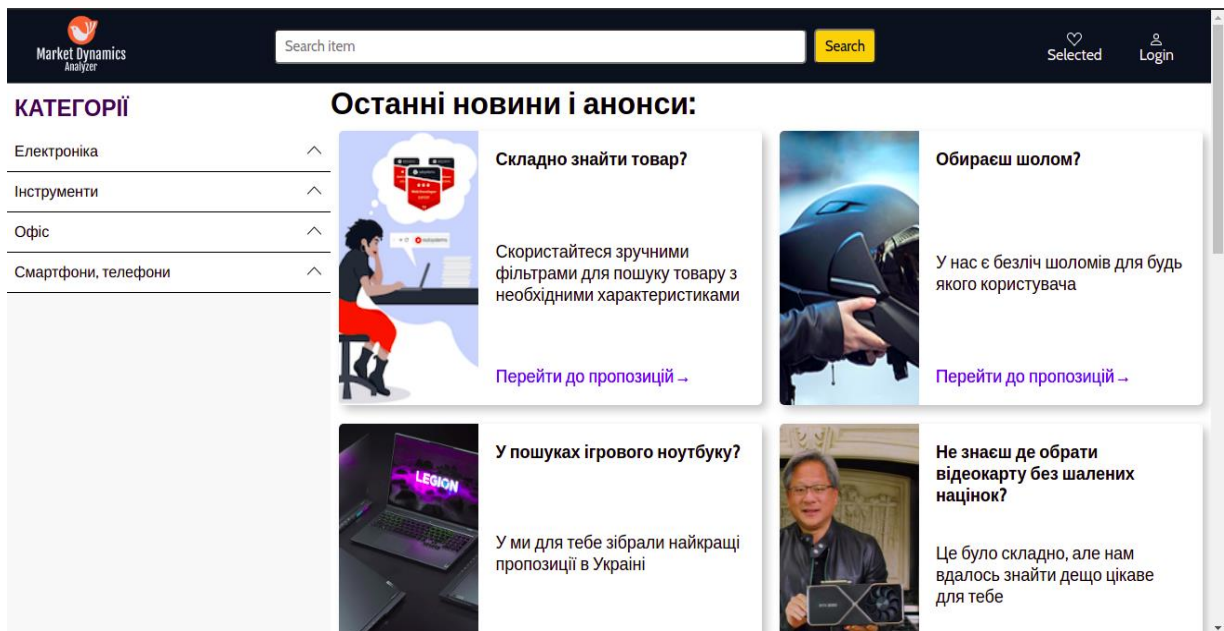 Market Dynamics
Analyzer
Search item
Search
Selected
Login
КАТЕГОРІЇ
Електроніка
Інструменти
Офіс
Смартфони, телефони
Останні новини і анонси:
Складно знайти товар?
Скористайтеся зручними
фільтрами для пошуку товару з
необхідними характеристиками
Перейти до пропозицій→
Обираєш шолом?
У нас є безліч шоломів для будь
якого користувача
Перейти до пропозицій→
LEGION
У пошуках ігрового ноутбуку?
У ми для тебе зібрали найкращі
пропозиції в Україні
Не знаєш де обрати
відеокарту без шалених
націнок?
Це було складно, але нам
вдалось знайти дещо цікаве
для тебе